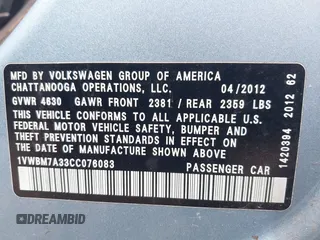 MFD BY VOLKSWAGEN GROUP OF AMERICA
CHATTANOOGA OPERATIONS, LLC. 04/2012
GVWR 4630 GAWR FRONT 2381 / REAR 2359 LBS
THIS VEHICLE CONFORMS TO ALL APPLICABLE U.S.
FEDERAL MOTOR VEHICLE SAFETY, BUMPER AND
THEFT PREVENTION STANDARDS IN EFFECT ON THE
DATE OF MANUFACTURE SHOWN ABOVE
1VWBM7A33CC076083 PASSENGER CAR
1420394 2012 62
DREAMBID